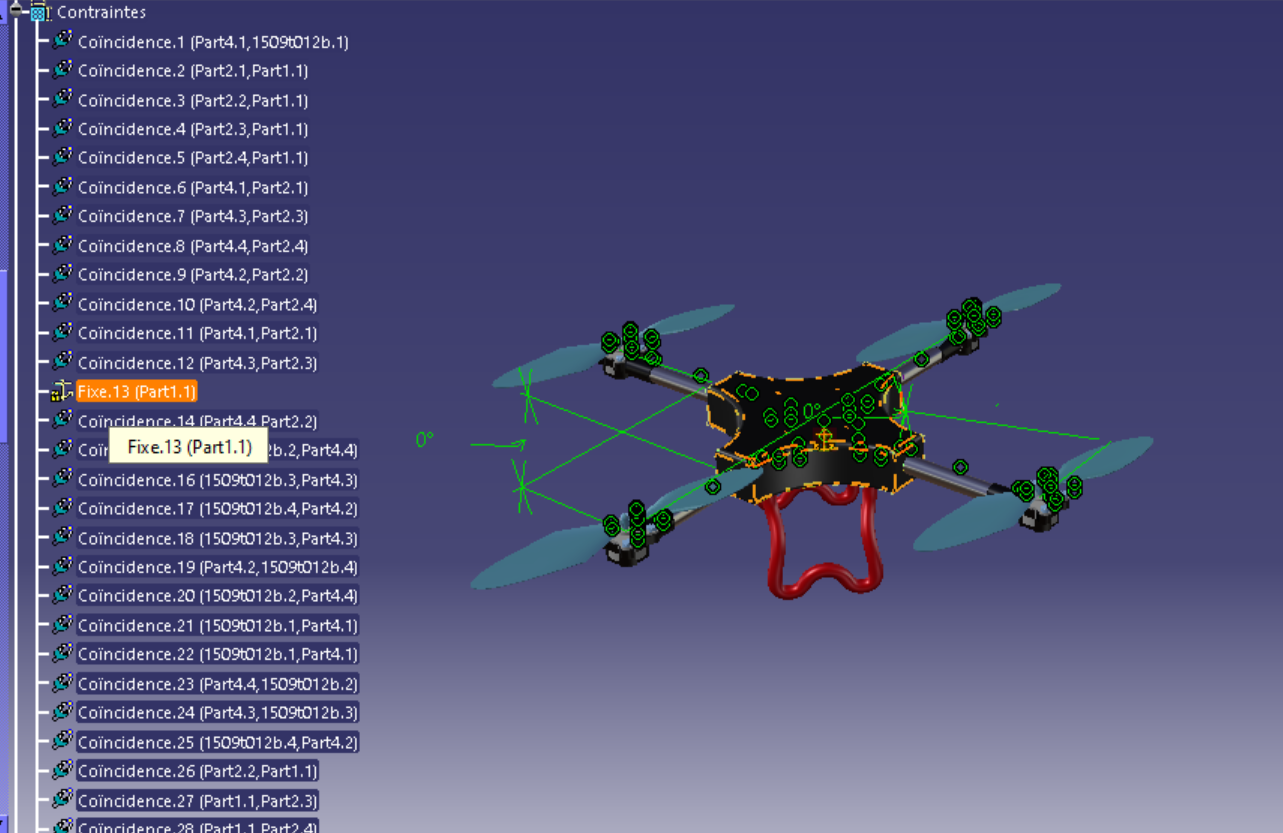 Contraintes
Coïncidence.1 (Part4.1,1509t012b.1)
Coïncidence.2 (Part2.1,Part1.1)
Coïncidence.3 (Part2.2,Part1.1)
Coïncidence.4 (Part2.3,Part1.1)
Coïncidence.5 (Part2.4,Part1.1)
Coïncidence.6 (Part4.1,Part2.1)
Coïncidence.7 (Part4.3,Part2.3)
Coïncidence.8 (Part4.4,Part2.4)
Coïncidence.9 (Part4.2,Part2.2)
Coïncidence.10 (Part4.2,Part2.4)
Coïncidence.11 (Part4.1,Part2.1)
Coïncidence.12 (Part4.3,Part2.3)
Fixe.13 (Part1.1)
Coïncidence.14 (Part4.4,Part2.2)
Fixe.13 (Part1.1)
Coïn 2b.2,Part4.4)
Coïncidence.16 (1509t012b.3,Part4.3)
Coïncidence.17 (1509t012b.4,Part4.2)
Coïncidence.18 (1509t012b.3,Part4.3)
Coïncidence.19 (Part4.2,1509t012b.4)
Coïncidence.20 (1509t012b.2,Part4.4)
Coïncidence.21 (1509t012b.1,Part4.1)
Coïncidence.22 (1509t012b.1,Part4.1)
Coïncidence.23 (Part4.4,1509t012b.2)
Coïncidence.24 (Part4.3,1509t012b.3)
Coïncidence.25 (1509t012b.4,Part4.2)
Coïncidence.26 (Part2.2,Part1.1)
Coïncidence.27 (Part1.1,Part2.3)
Coïncidence.28 (Part1.1,Part2.4)
0°
0°